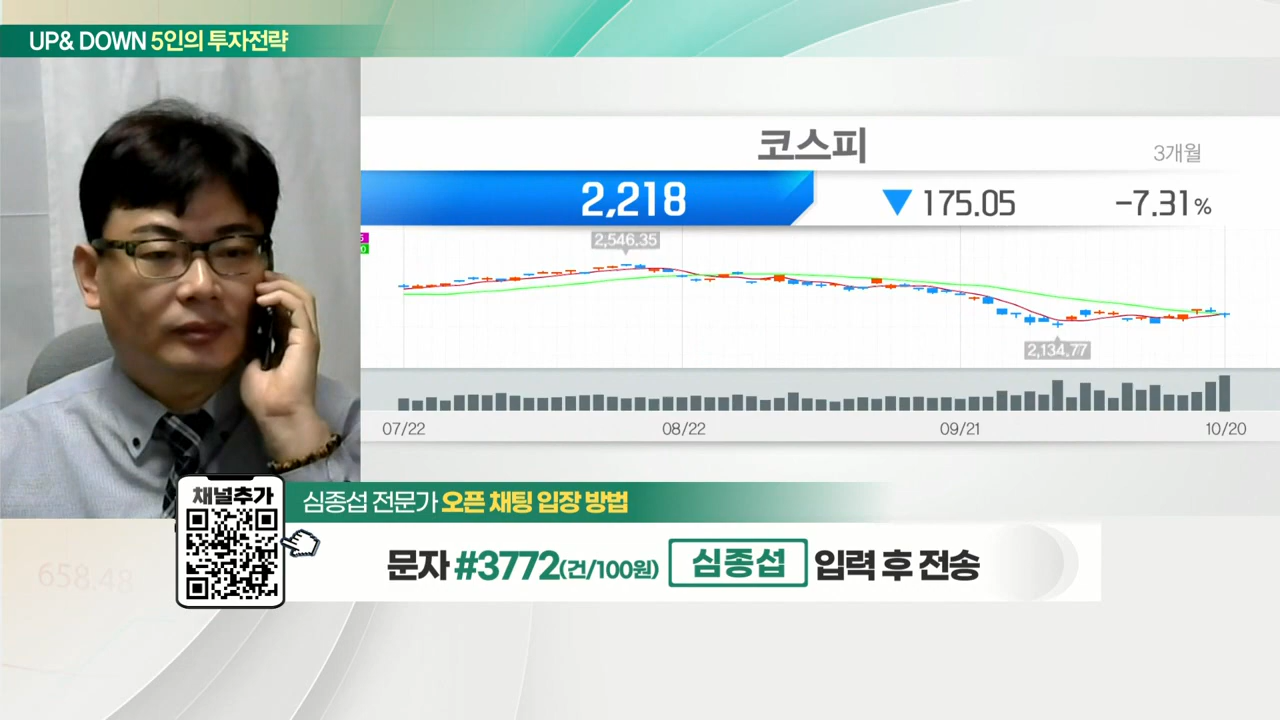 UP& DOWN 5인의 투자전략
코스피
3개월
2,218
▼ 175.05
-7.31%
2,546.35
2,134.77
07/22
08/22
09/21
10/20
채널추가
심종섭 전문가 오픈 채팅 입장 방법
문자 #3772(건/100원) 심종섭 입력 후 전송
658.48